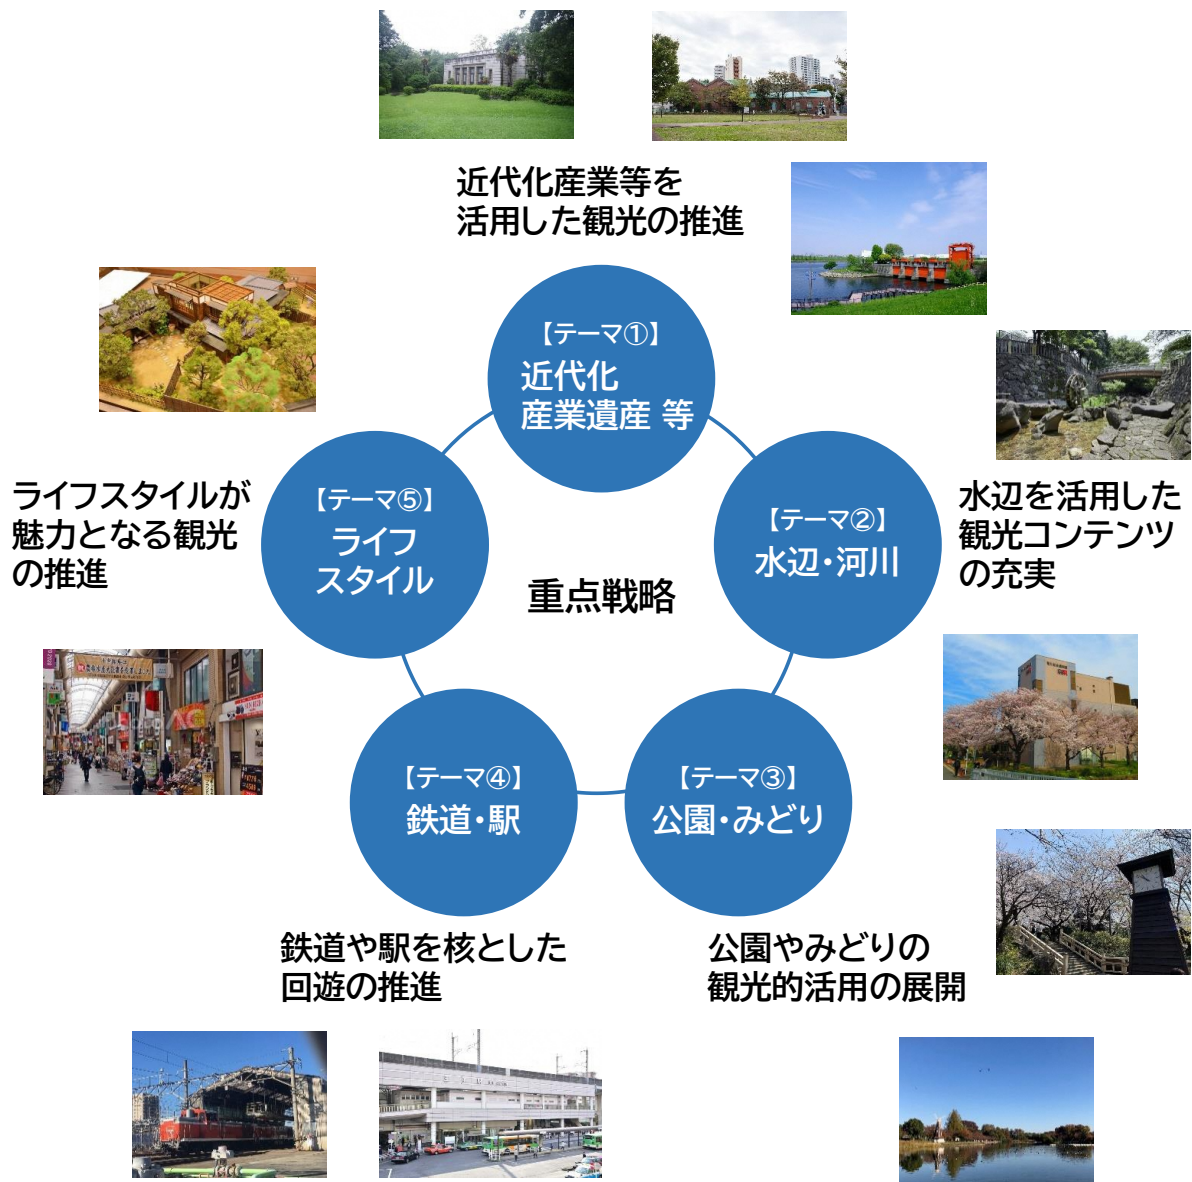 近代化産業等を
活用した観光の推進
【テーマ①】
近代化
産業遺産 等
【テーマ②】
水辺・河川
水辺を活用した
観光コンテンツ
の充実
【テーマ③】
公園・みどり
公園やみどりの
観光的活用の展開
【テーマ④】
鉄道・駅
鉄道や駅を核とした
回遊の推進
【テーマ⑤】
ライフ
スタイル
ライフスタイルが
魅力となる観光
の推進
重点戦略